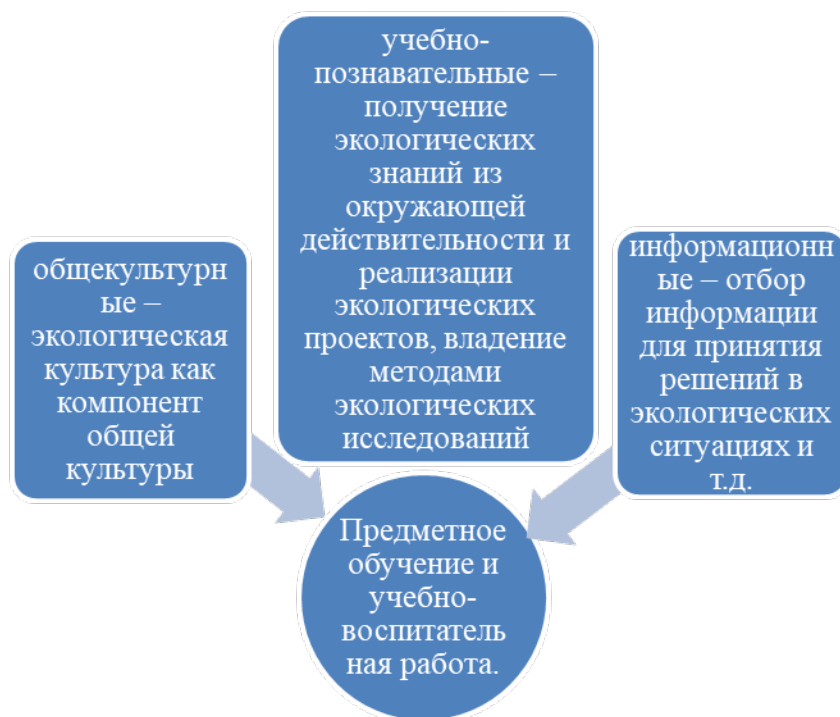 учебно-
познавательные –
получение
экологических
знаний из
окружающей
действительности и
реализации
экологических
проектов, владение
методами
экологических
исследований
общекультурн
ые –
экологическая
культура как
компонент
общей
культуры
информационн
ые – отбор
информации
для принятия
решений в
экологических
ситуациях и
т.д.
Предметное
обучение и
учебно-
воспитатель
ная работа.